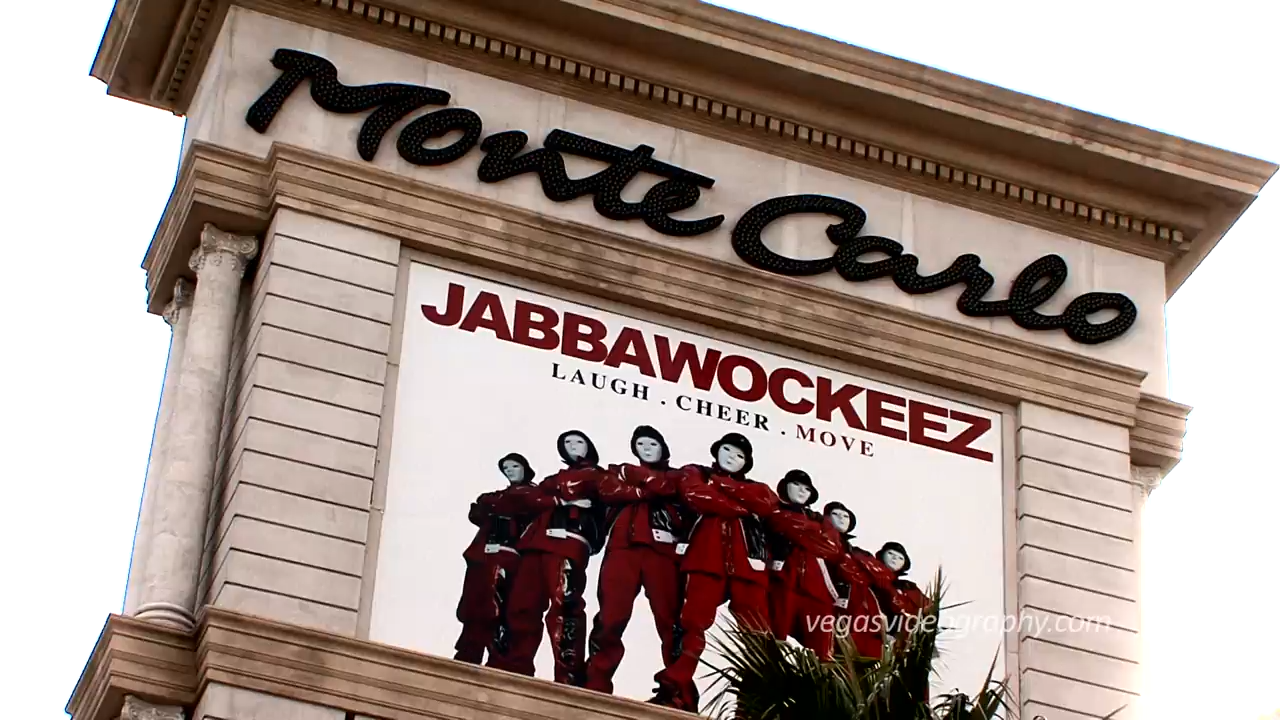 Monte Carlo
JABBAWOCKEEZ
LAUGH . CHEER . MOVE
vegasvideography.com